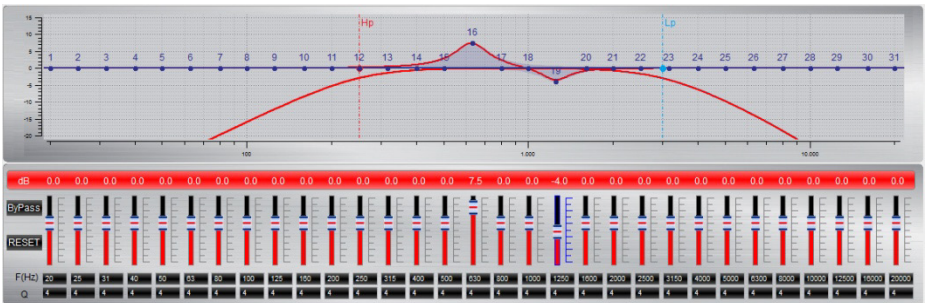 15
Hp
Lp
10
16
5
1 2 3 4 5 6 7 8 9 10 11 12 13 14 15 17 18 20 21 22 23 24 25 26 27 28 29 30 31
0
19
-5
-10
-15
-20
100 1.000 10.000
dB 0.0 0.0 0.0 0.0 0.0 0.0 0.0 0.0 0.0 0.0 0.0 0.0 0.0 0.0 0.0 7.5 0.0 0.0 -4.0 0.0 0.0 0.0 0.0 0.0 0.0 0.0 0.0 0.0 0.0 0.0 0.0
ByPass
RESET
F(Hz) 20 25 31 40 50 63 80 100 125 160 200 250 315 400 500 630 800 1000 1250 1600 2000 2500 3150 4000 5000 6300 8000 10000 12500 16000 20000
Q 4 4 4 4 4 4 4 4 4 4 4 4 4 4 4 4 4 4 4 4 4 4 4 4 4 4 4 4 4 4 4